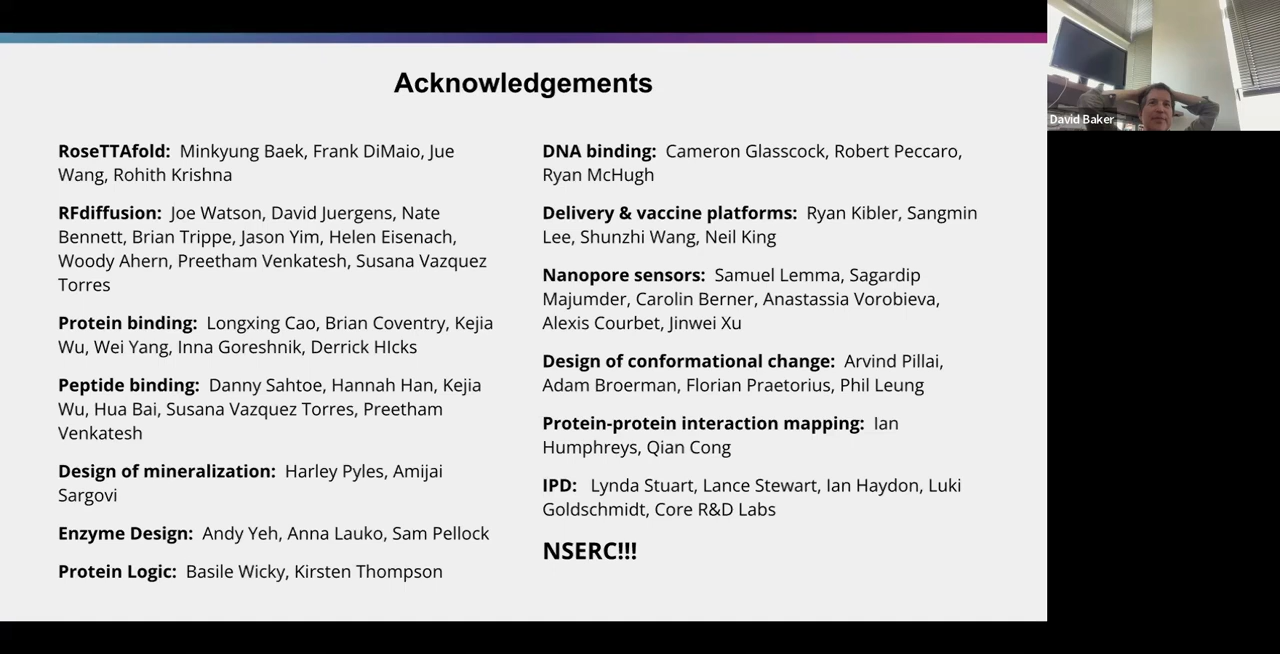 Acknowledgements
RoseTTAfold: Minkyung Baek, Frank DiMaio, Jue
Wang, Rohith Krishna
RFdiffusion: Joe Watson, David Juergens, Nate
Bennett, Brian Trippe, Jason Yim, Helen Eisenach,
Woody Ahern, Preetham Venkatesh, Susana Vazquez
Torres
Protein binding: Longxing Cao, Brian Coventry, Kejia
Wu, Wei Yang, Inna Goreshnik, Derrick HIcks
Peptide binding: Danny Sahtoe, Hannah Han, Kejia
Wu, Hua Bai, Susana Vazquez Torres, Preetham
Venkatesh
Design of mineralization: Harley Pyles, Amijai
Sargovi
Enzyme Design: Andy Yeh, Anna Lauko, Sam Pellock
Protein Logic: Basile Wicky, Kirsten Thompson
DNA binding: Cameron Glasscock, Robert Peccaro,
Ryan McHugh
Delivery & vaccine platforms: Ryan Kibler, Sangmin
Lee, Shunzhi Wang, Neil King
Nanopore sensors: Samuel Lemma, Sagardip
Majumder, Carolin Berner, Anastassia Vorobieva,
Alexis Courbet, Jinwei Xu
Design of conformational change: Arvind Pillai,
Adam Broerman, Florian Praetorius, Phil Leung
Protein-protein interaction mapping: Ian
Humphreys, Qian Cong
IPD: Lynda Stuart, Lance Stewart, Ian Haydon, Luki
Goldschmidt, Core R&D Labs
NSERC!!!
David Baker